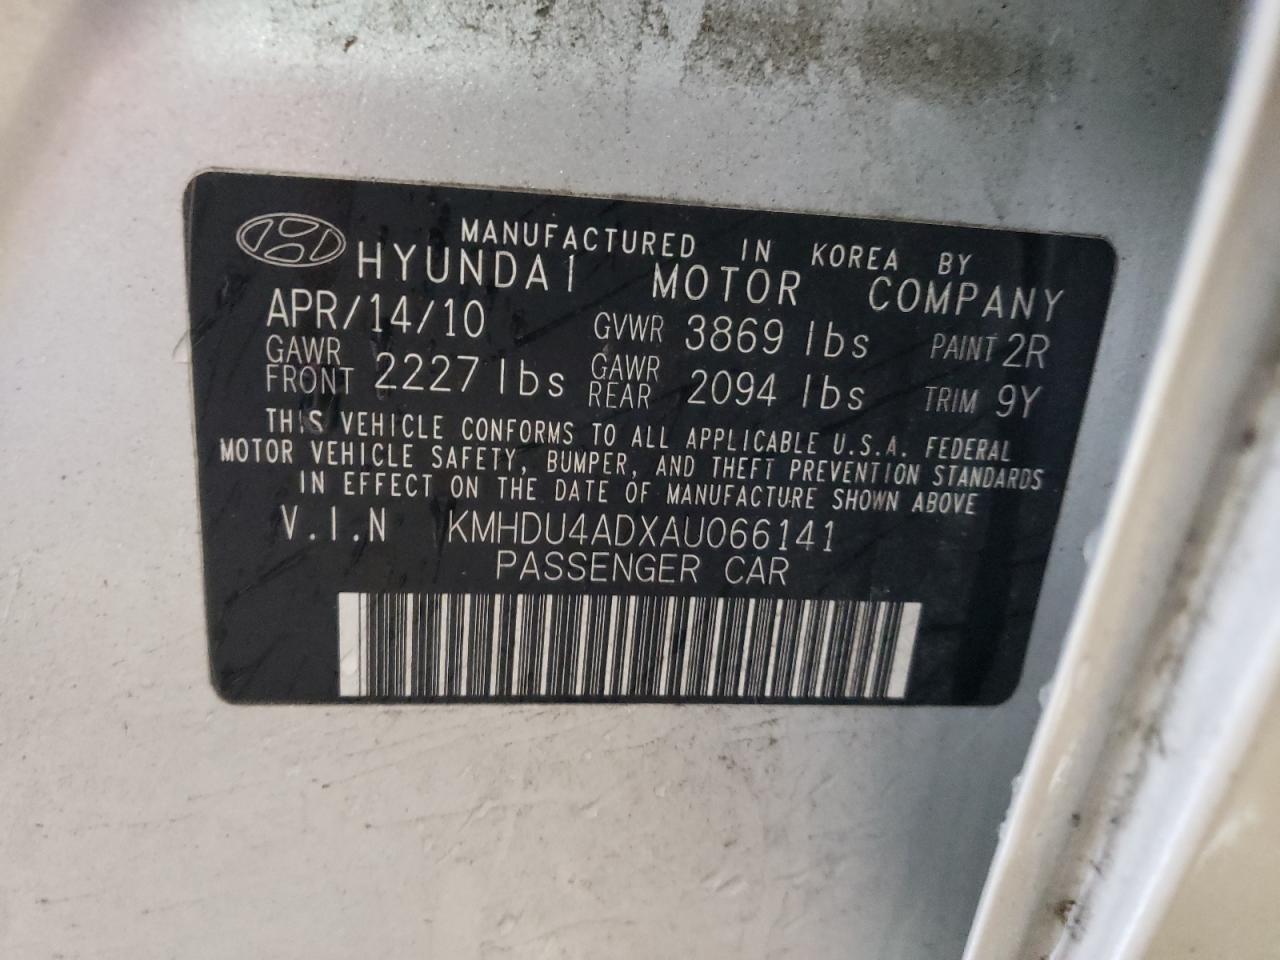 MANUFACTURED IN KOREA BY
HYUNDAI MOTOR COMPANY
APR/14/10 GVWR 3869 lbs PAINT 2R
GAWR FRONT 2227 lbs GAWR REAR 2094 lbs TRIM 9Y
THIS VEHICLE CONFORMS TO ALL APPLICABLE U.S.A. FEDERAL
MOTOR VEHICLE SAFETY, BUMPER, AND THEFT PREVENTION STANDARDS
IN EFFECT ON THE DATE OF MANUFACTURE SHOWN ABOVE
V.I.N KMHDU4ADXAU066141
PASSENGER CAR